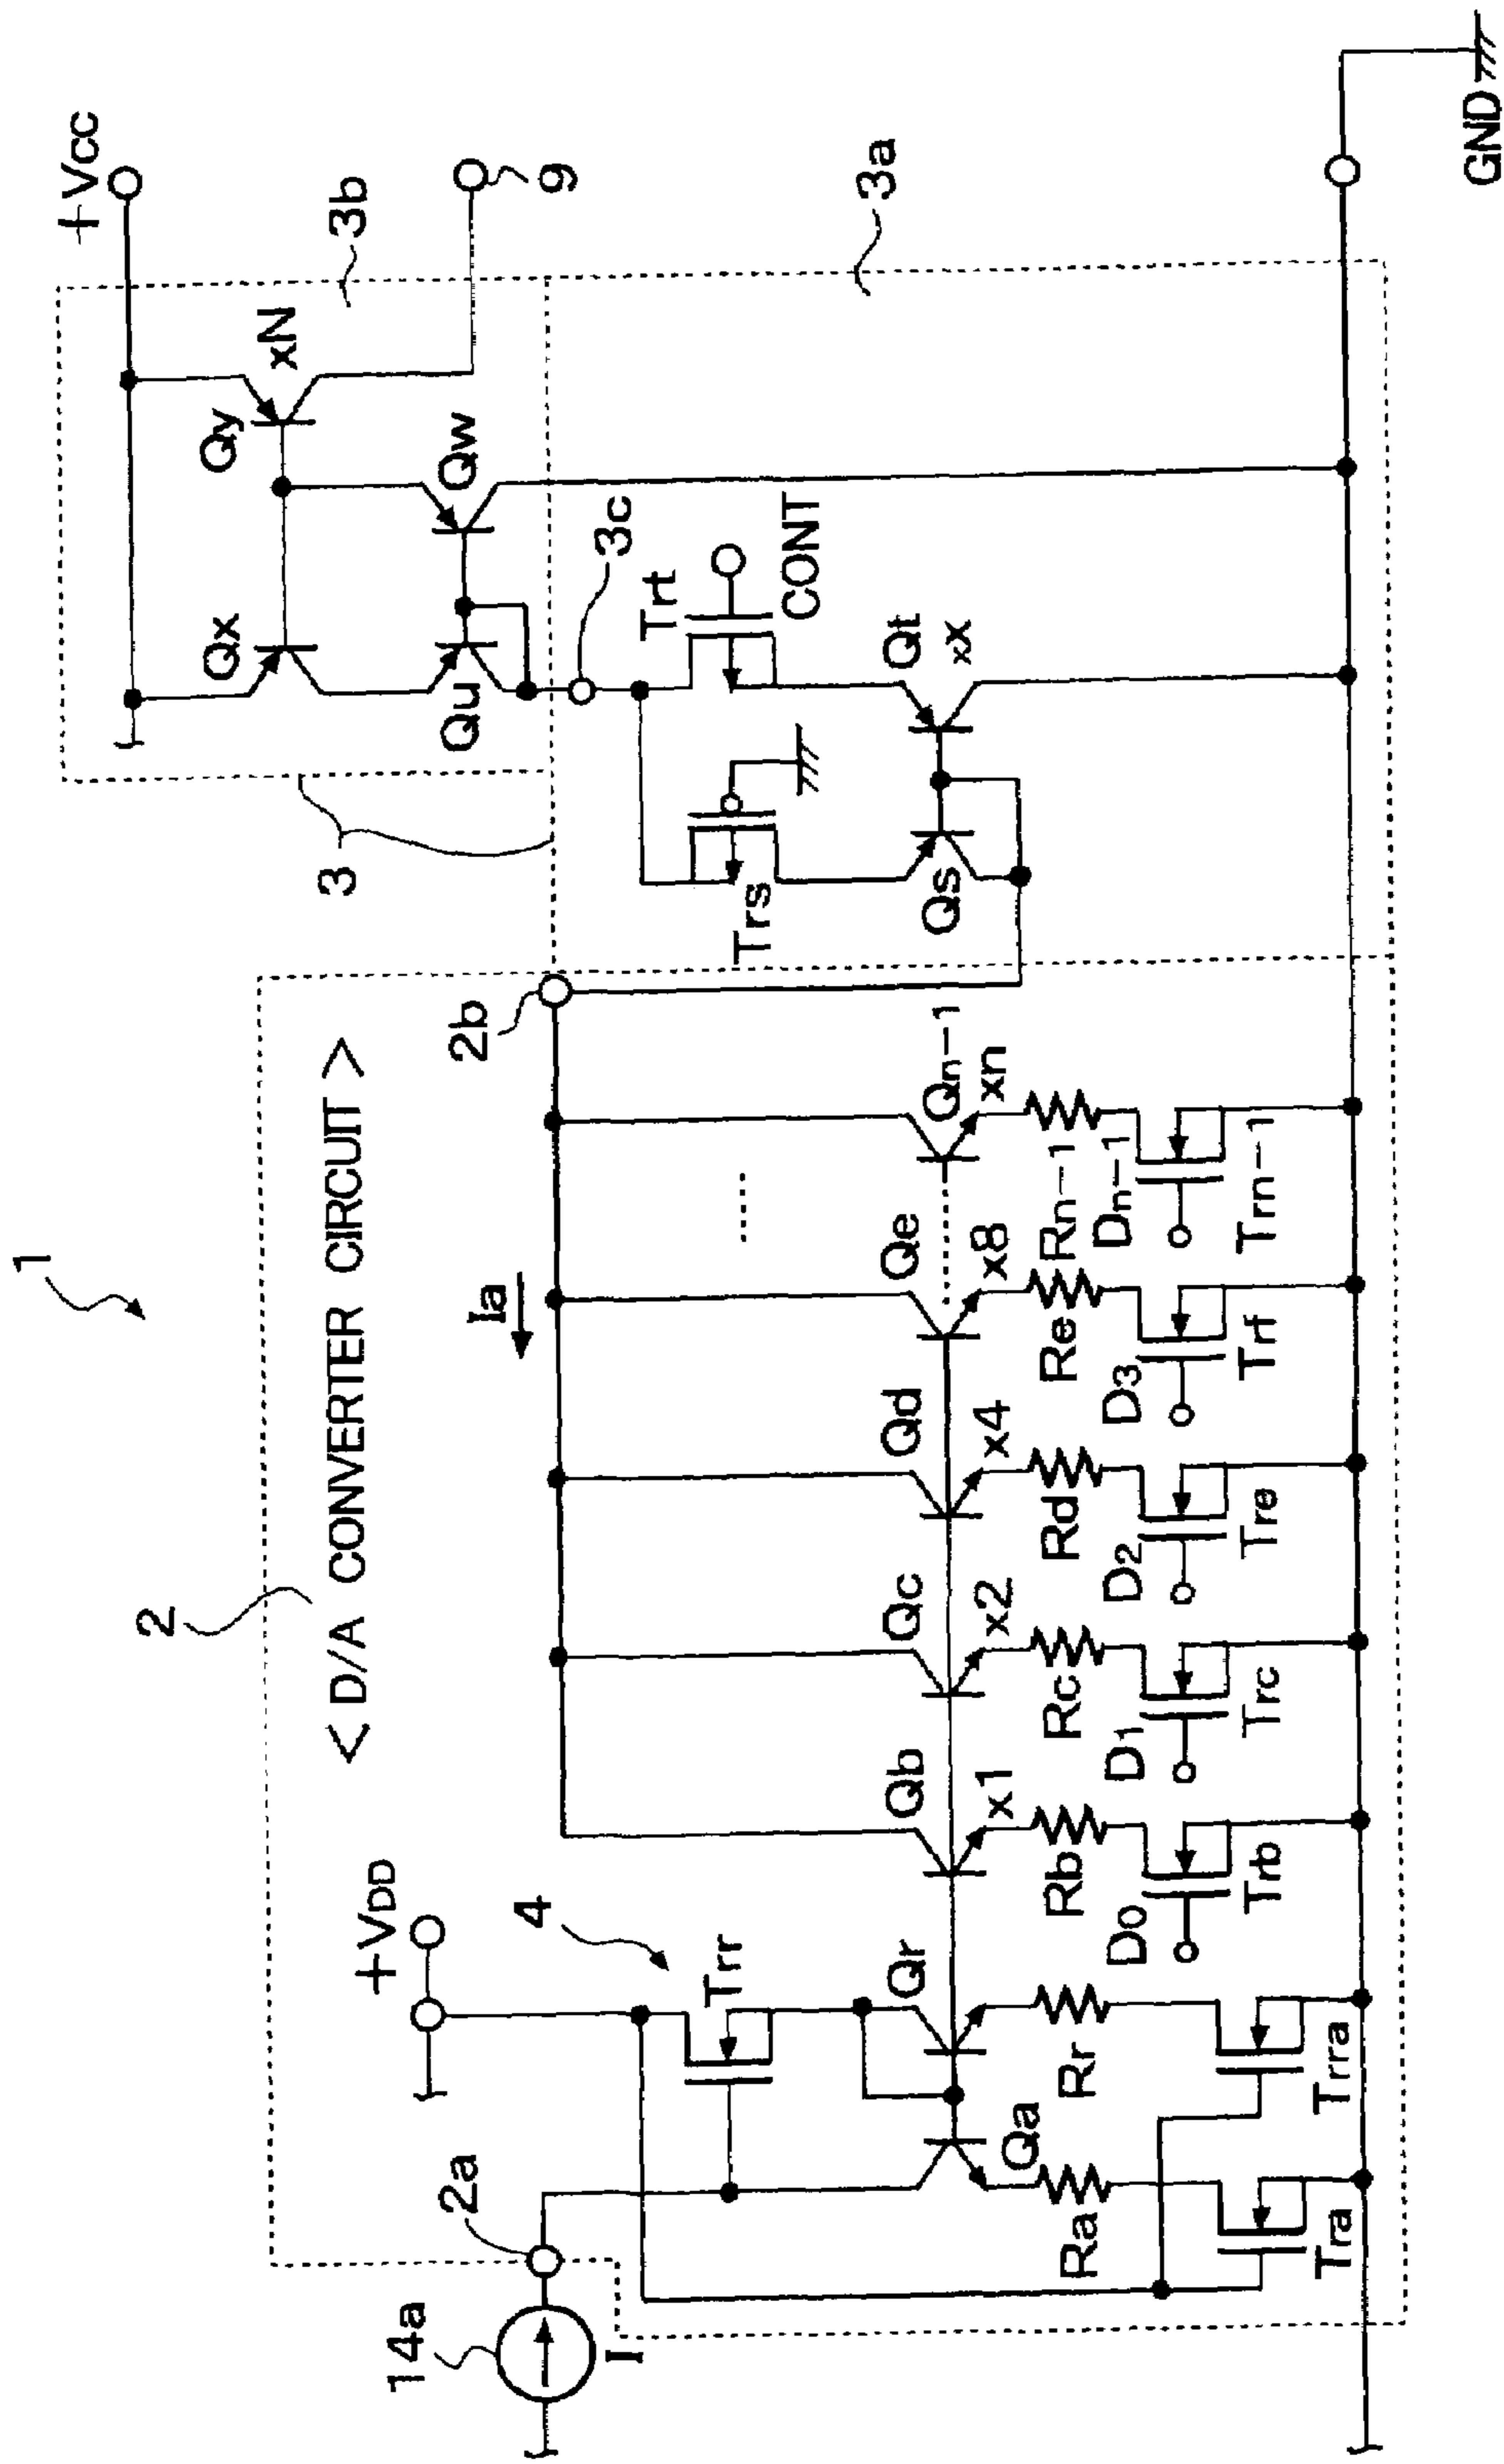 1
2
< D/A CONVERTER CIRCUIT >
+VCC
3b
xN
Qy
Qx
Qw
Qu
9
3
3c
3a
Trt
CONT
Trs
Qt
xX
Qs
2b
Ia
+VDD
4
Trr
14a
I
2a
Qa
Qr
Qb
Qc
Qd
Qe
Qn-1
x1
x2
x4
x8
xn
Ra
Rr
Rb
Rc
Rd
Re
Rn-1
D0
D1
D2
D3
Dn-1
Tra
Trra
Trb
Trc
Tre
Trf
Trn-1
GND